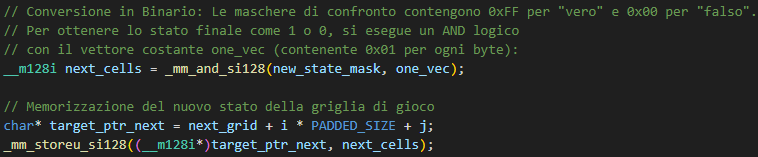 // Conversione in Binario: Le maschere di confronto contengono 0xFF per "vero" e 0x00 per "falso".
// Per ottenere lo stato finale come 1 o 0, si esegue un AND logico
// con il vettore costante one_vec (contenente 0x01 per ogni byte):
__m128i next_cells = _mm_and_si128(new_state_mask, one_vec);

// Memorizzazione del nuovo stato della griglia di gioco
char* target_ptr_next = next_grid + i * PADDED_SIZE + j;
_mm_storeu_si128((__m128i*)target_ptr_next, next_cells);